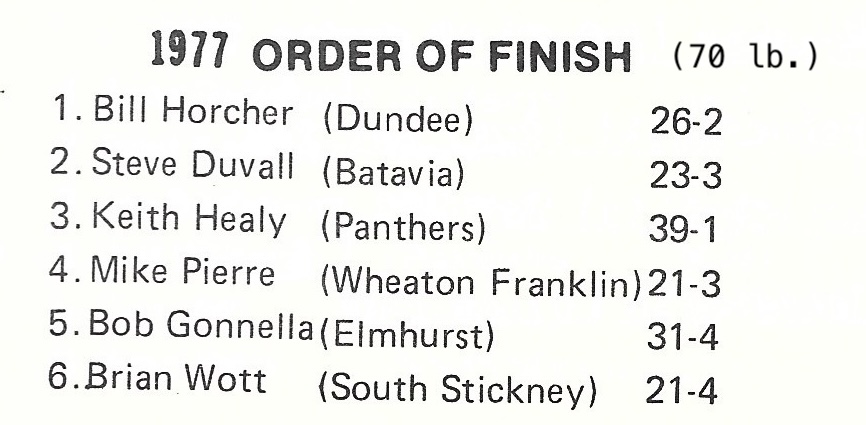 1977 ORDER OF FINISH (70 lb.)
1. Bill Horcher (Dundee) 26-2
2. Steve Duvall (Batavia) 23-3
3. Keith Healy (Panthers) 39-1
4. Mike Pierre (Wheaton Franklin) 21-3
5. Bob Gonnella (Elmhurst) 31-4
6. Brian Wott (South Stickney) 21-4